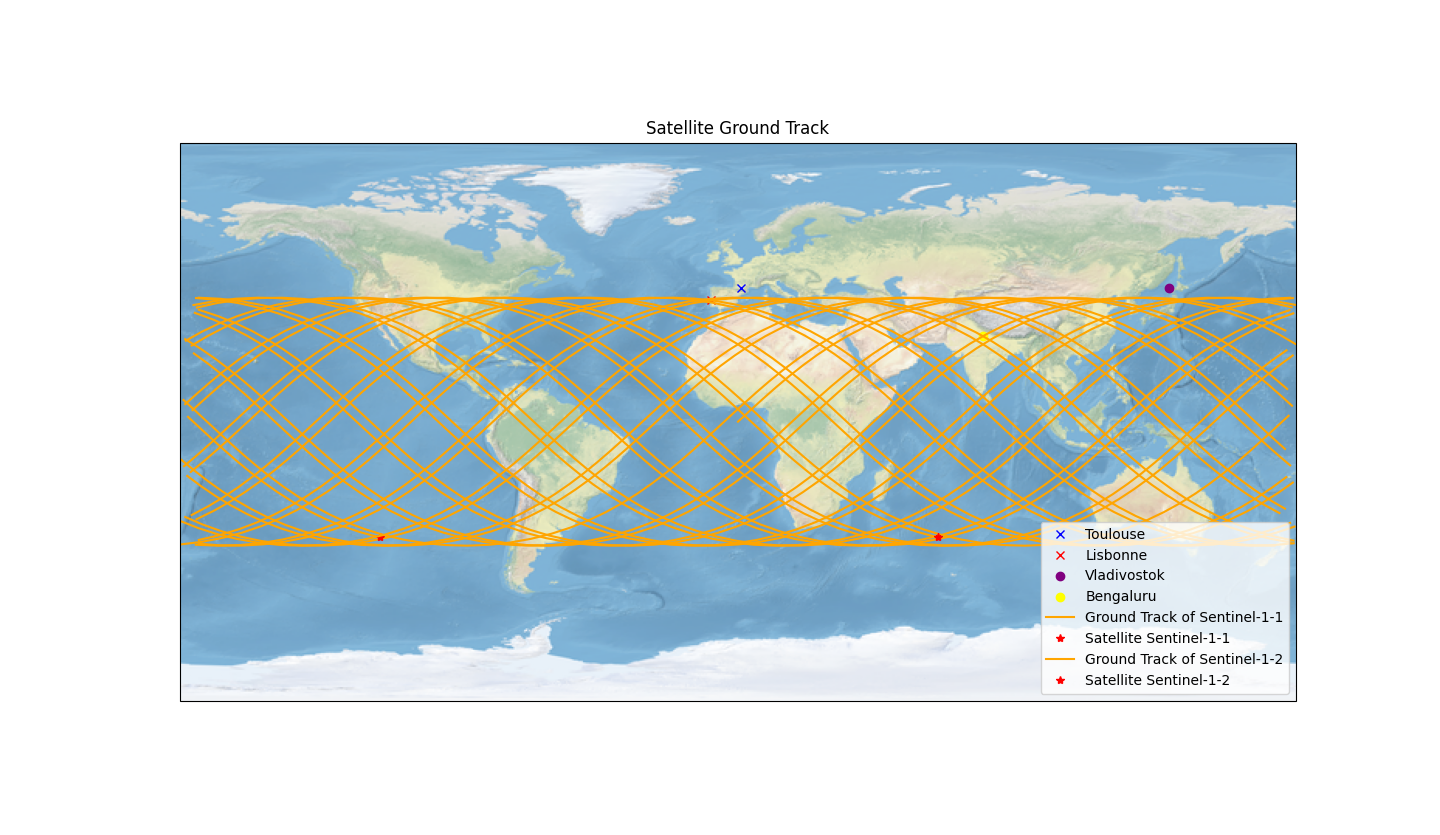 Satellite Ground Track
Toulouse
Lisbonne
Vladivostok
Bengaluru
Ground Track of Sentinel-1-1
Satellite Sentinel-1-1
Ground Track of Sentinel-1-2
Satellite Sentinel-1-2